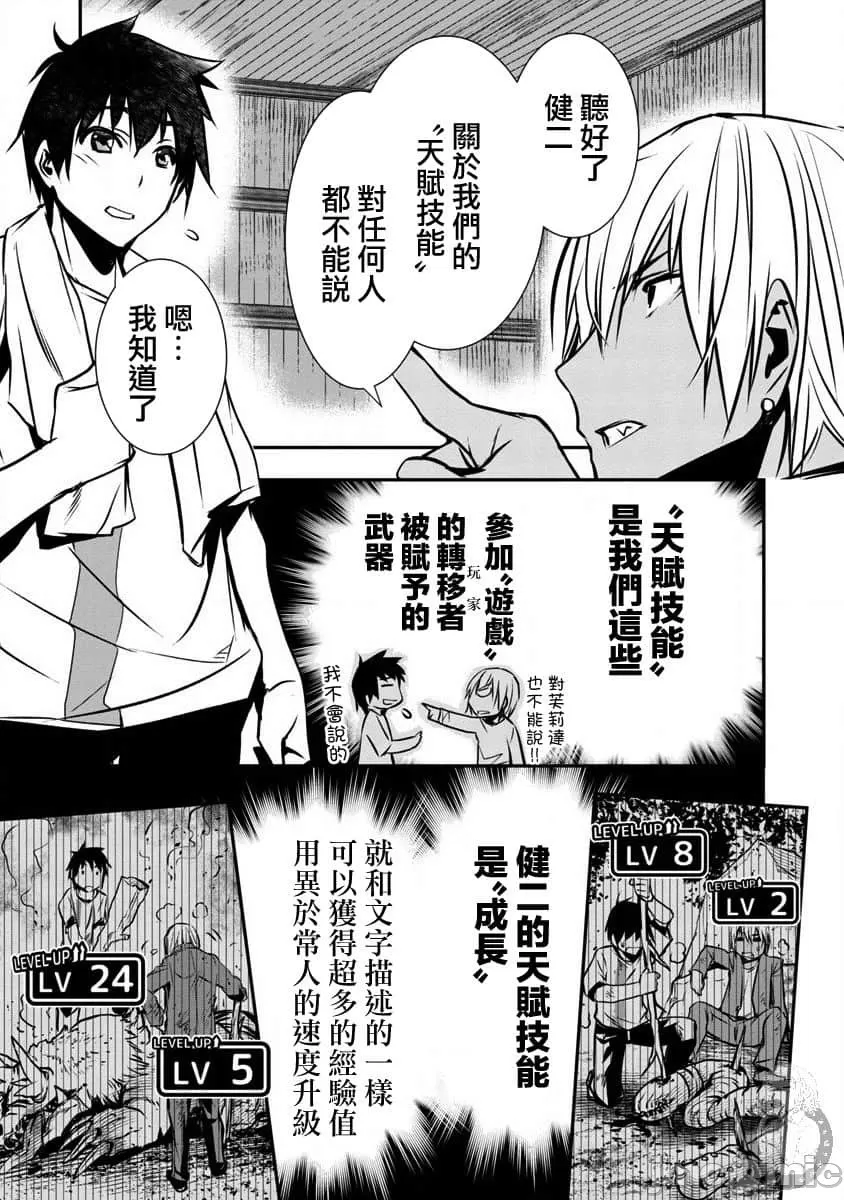 聽好了
健二
關於我們的
〝天賦技能〞
對任何人
都不能說
嗯…
我知道了
〝天賦技能〞
是我們這些
參加〝遊戲〞
的轉移者
玩家
被賦予的
武器
對芙莉達
也不能說!!
我不會說的
健二的天賦技能
是〝成長〞
就和文字描述的一樣
可以獲得超多的經驗值
用異於常人的速度升級
LEVEL UP
LV 8
LEVEL UP
LV 2
LEVEL UP
LV 24
LEVEL UP
LV 5